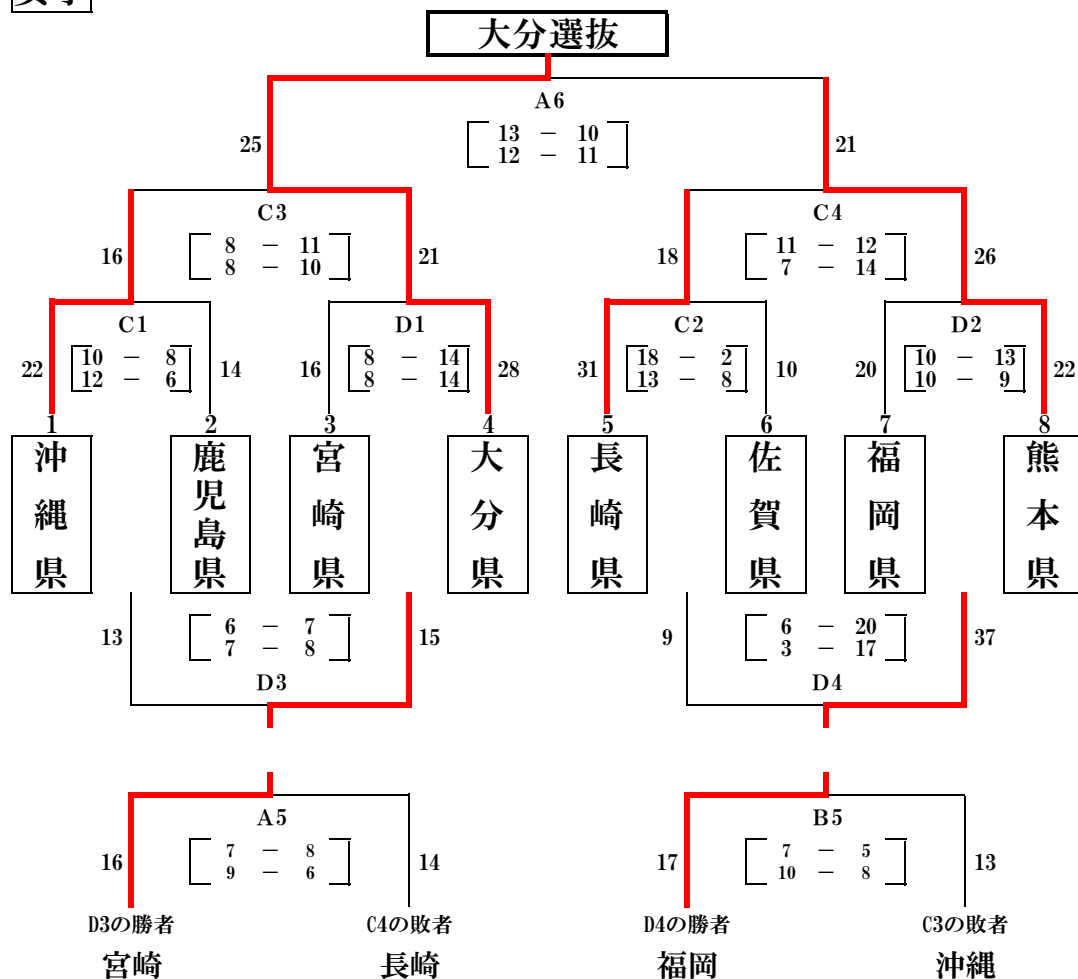 大分選抜
A6
25
13 － 10
21
12 － 11
C3
C4
16
8 － 11
21
18
11 － 12
26
8 － 10
7 － 14
C1
D1
C2
D2
22
10 － 8
14
16
8 － 14
28
31
18 － 2
10
20
10 － 13
22
12 － 6
8 － 14
13 － 8
10 － 9
1
2
3
4
5
6
7
8
沖縄県
鹿児島県
宮崎県
大分県
長崎県
佐賀県
福岡県
熊本県
13
6 － 7
15
9
6 － 20
37
7 － 8
3 － 17
D3
D4
A5
B5
16
7 － 8
14
17
7 － 5
13
9 － 6
10 － 8
D3の勝者
C4の敗者
D4の勝者
C3の敗者
宮崎
長崎
福岡
沖縄